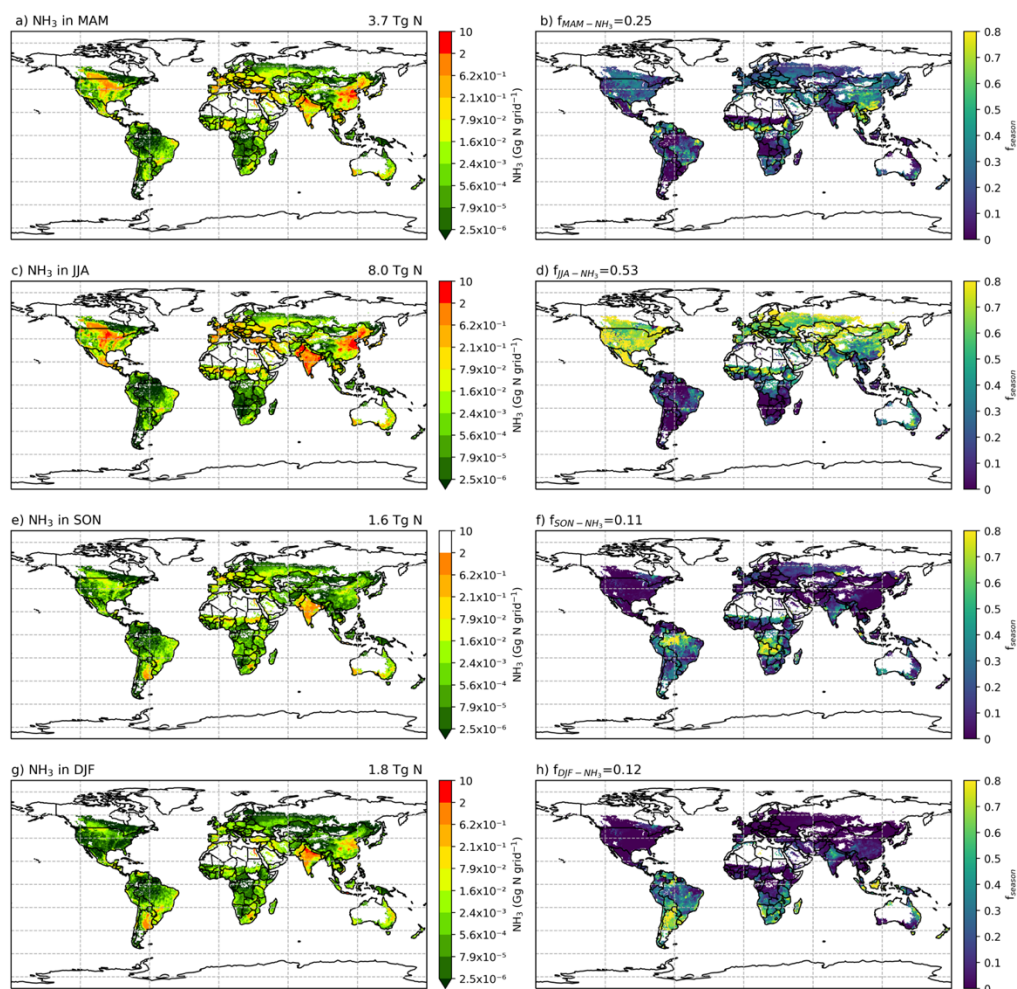 a) NH₃ in MAM 3.7 Tg N
10
2
6.2x10⁻¹
2.1x10⁻¹
7.9x10⁻²
1.6x10⁻²
2.4x10⁻³
5.6x10⁻⁴
7.9x10⁻⁵
2.5x10⁻⁶
NH₃ (Gg N grid⁻¹)
b) f_MAM−NH₃=0.25
0.8
0.7
0.6
0.5
0.4
0.3
0.2
0.1
0
f_season
c) NH₃ in JJA 8.0 Tg N
10
2
6.2x10⁻¹
2.1x10⁻¹
7.9x10⁻²
1.6x10⁻²
2.4x10⁻³
5.6x10⁻⁴
7.9x10⁻⁵
2.5x10⁻⁶
NH₃ (Gg N grid⁻¹)
d) f_JJA−NH₃=0.53
0.8
0.7
0.6
0.5
0.4
0.3
0.2
0.1
0
f_season
e) NH₃ in SON 1.6 Tg N
10
2
6.2x10⁻¹
2.1x10⁻¹
7.9x10⁻²
1.6x10⁻²
2.4x10⁻³
5.6x10⁻⁴
7.9x10⁻⁵
2.5x10⁻⁶
NH₃ (Gg N grid⁻¹)
f) f_SON−NH₃=0.11
0.8
0.7
0.6
0.5
0.4
0.3
0.2
0.1
0
f_season
g) NH₃ in DJF 1.8 Tg N
10
2
6.2x10⁻¹
2.1x10⁻¹
7.9x10⁻²
1.6x10⁻²
2.4x10⁻³
5.6x10⁻⁴
7.9x10⁻⁵
2.5x10⁻⁶
NH₃ (Gg N grid⁻¹)
h) f_DJF−NH₃=0.12
0.8
0.7
0.6
0.5
0.4
0.3
0.2
0.1
0
f_season